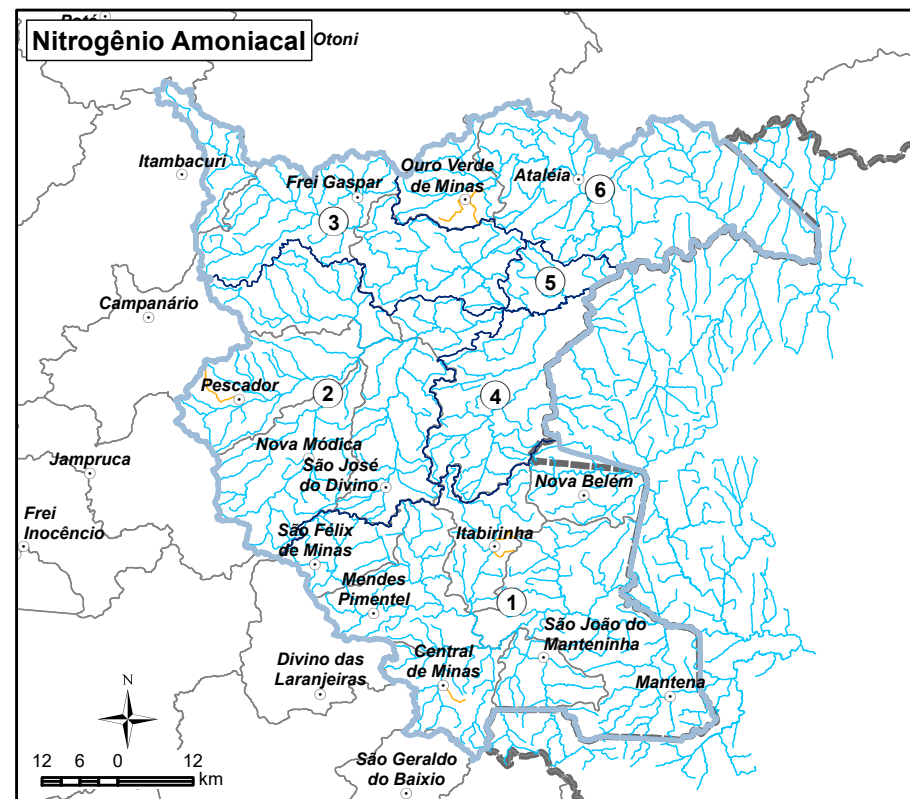 Nitrogênio Amoniacal
Otoni
Itambacuri
Frei Gaspar
Ouro Verde
de Minas
Ataléia
6
3
5
Campanário
Pescador
2
4
Nova Módica
São José
do Divino
Jampruca
Nova Belém
Frei
Inocêncio
Itabirinha
São Félix
de Minas
Mendes
Pimentel
1
São João do
Manteninha
Divino das
Laranjeiras
Central
de Minas
Mantena
N
São Geraldo
do Baixio
12 6 0 12
km